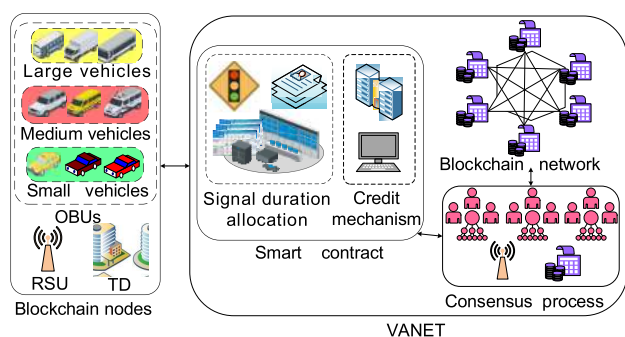 Large vehicles
Medium vehicles
Small vehicles
OBUs
RSU
TD
Blockchain nodes
Signal duration
allocation
Credit
mechanism
Smart contract
Blockchain network
Consensus process
VANET